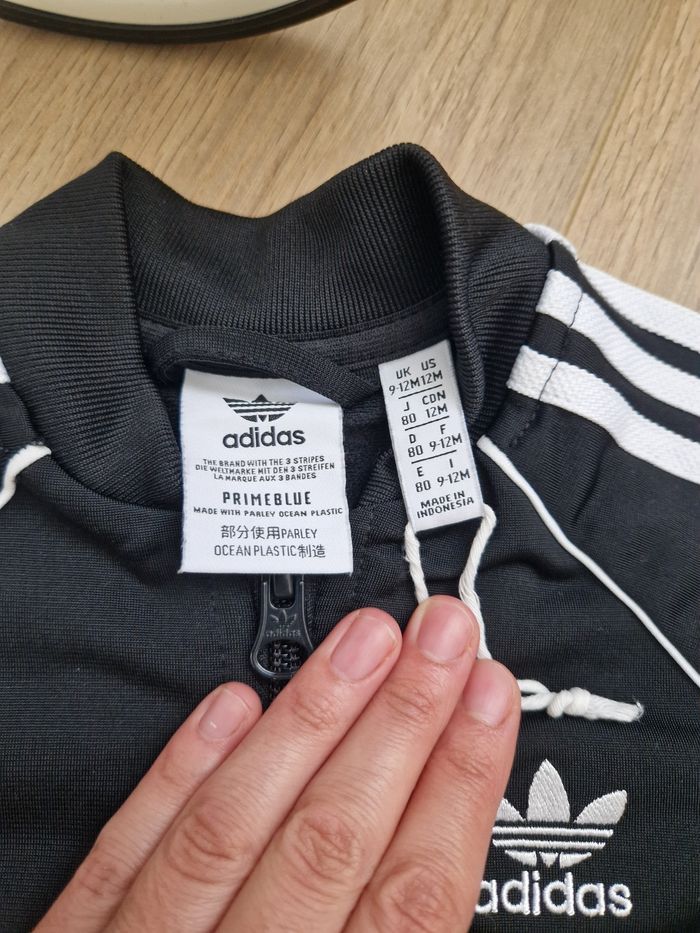 adidas
THE BRAND WITH THE 3 STRIPES
DIE WELTMARKE MIT DEN 3 STREIFEN
LA MARQUE AUX 3 BANDES
PRIMEBLUE
MADE WITH PARLEY OCEAN PLASTIC
部分使用PARLEY
OCEAN PLASTIC制造
UK US
9-12M 12M
J CON
80 12M
D F
80 9-12M
E I
80 9-12M
MADE IN
INDONESIA
adidas
adidas